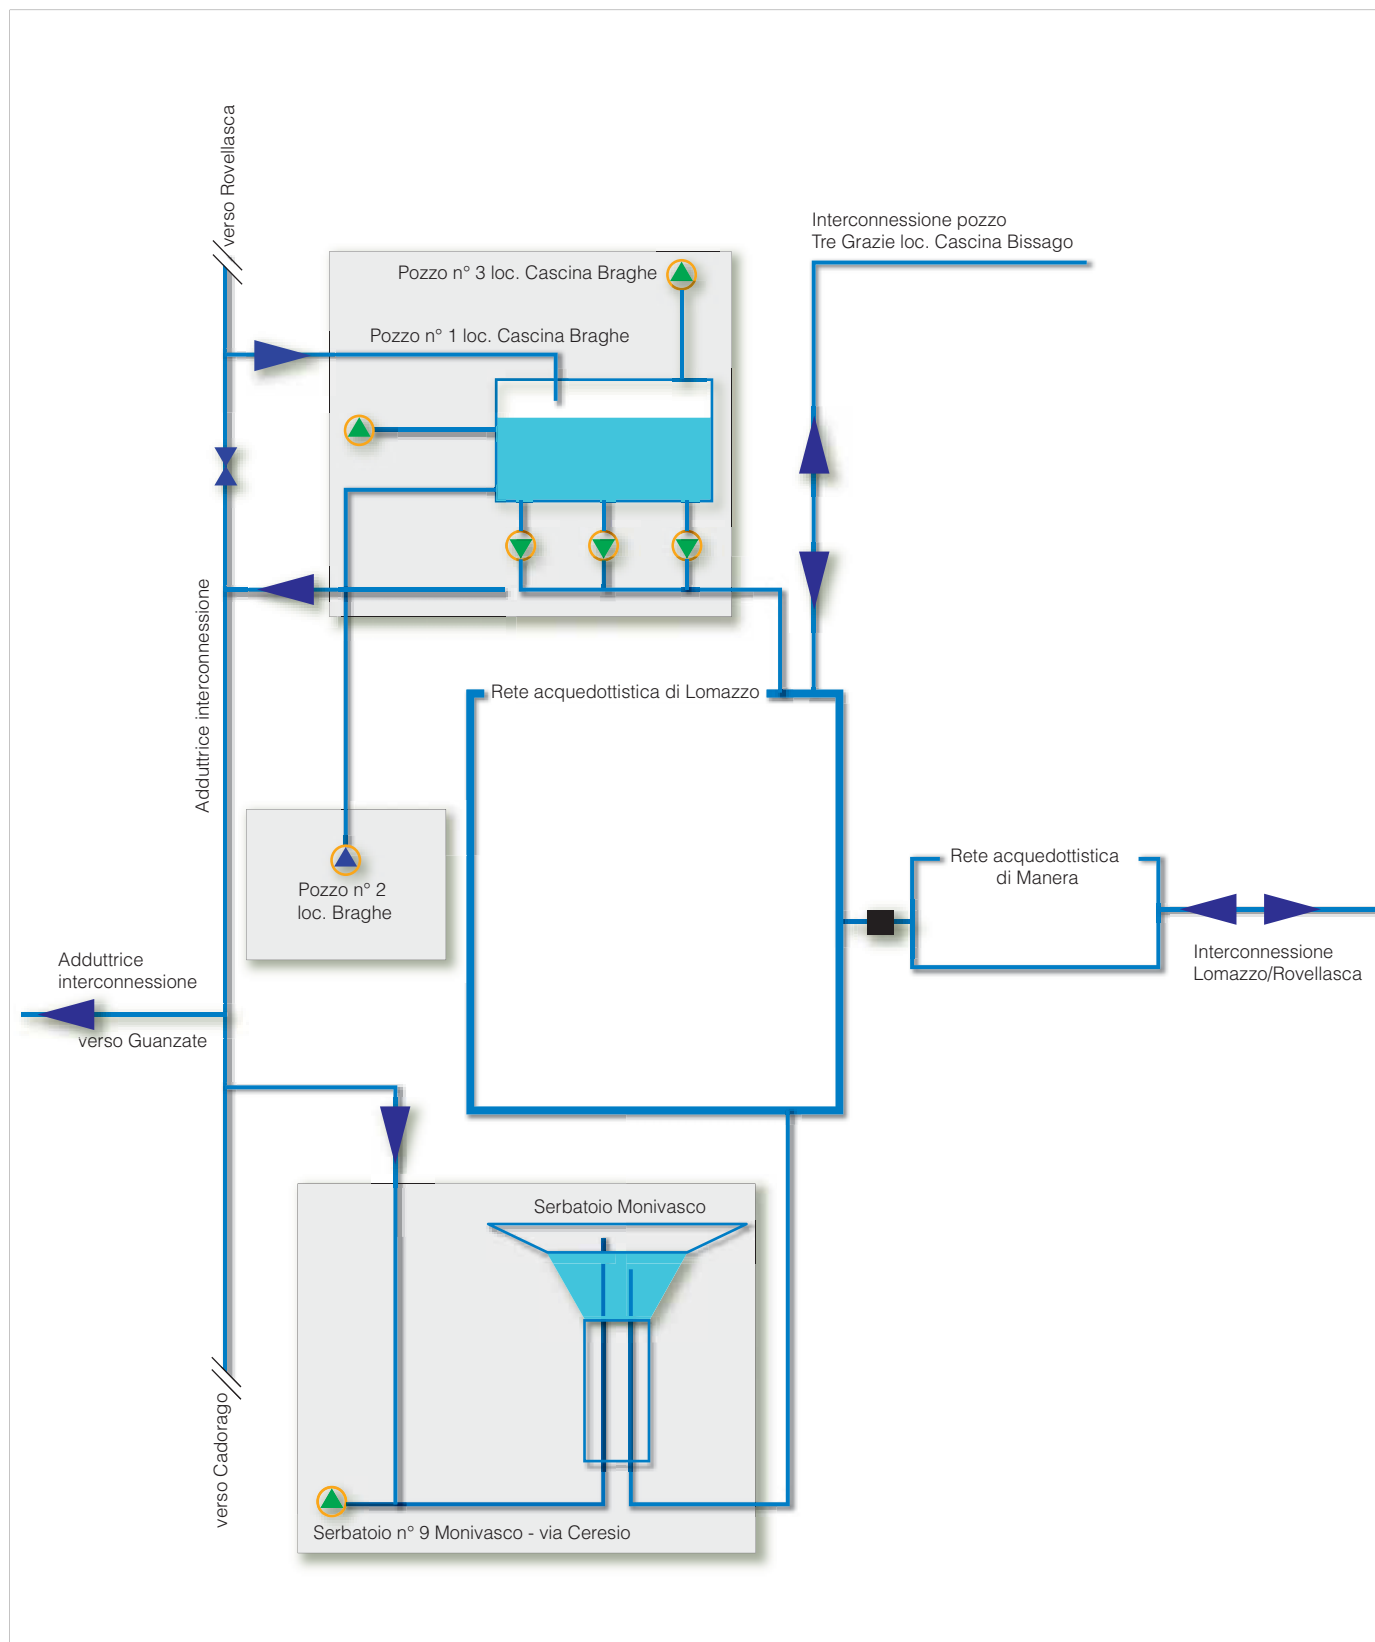 verso Rovellasca
Interconnessione pozzo
Tre Grazie loc. Cascina Bissago
Pozzo n° 3 loc. Cascina Braghe
Pozzo n° 1 loc. Cascina Braghe
Adduttrice interconnessione
Rete acquedottistica di Lomazzo
Rete acquedottistica
di Manera
Pozzo n° 2
loc. Braghe
Interconnessione
Lomazzo/Rovellasca
Adduttrice
interconnessione
verso Guanzate
Serbatoio Monivasco
verso Cadorago
Serbatoio n° 9 Monivasco - via Ceresio